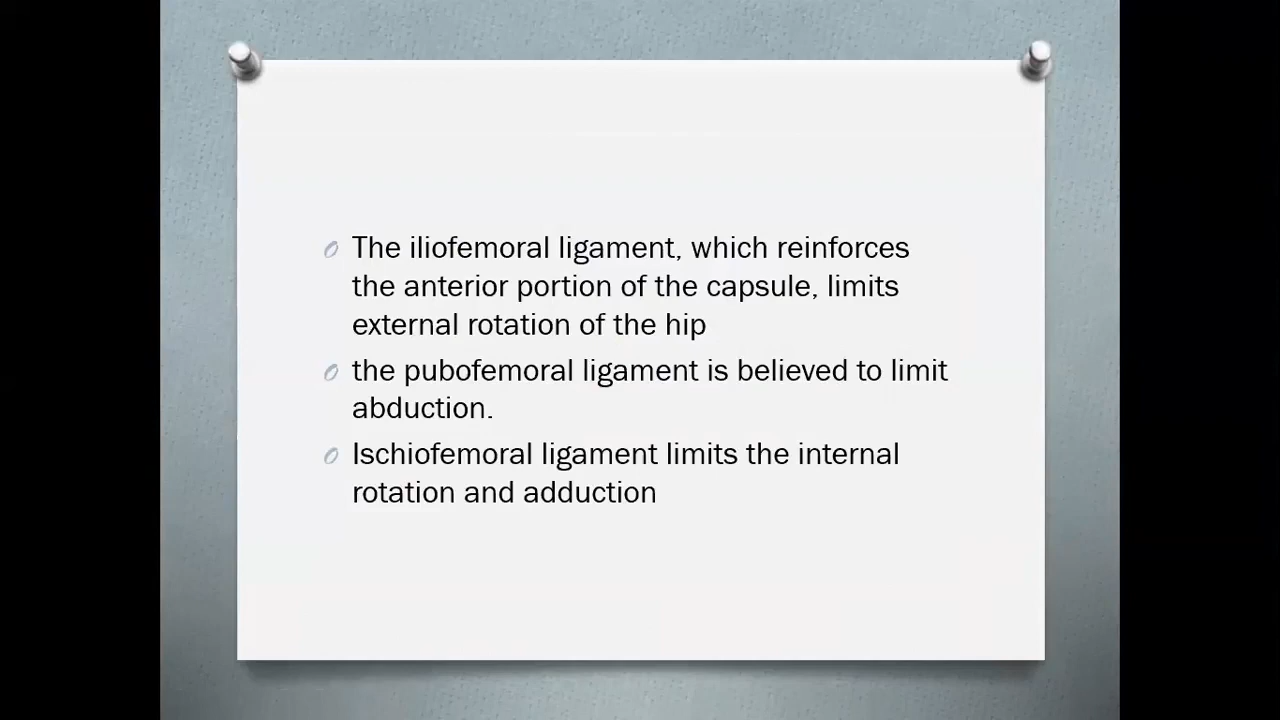 The iliofemoral ligament, which reinforces
the anterior portion of the capsule, limits
external rotation of the hip
the pubofemoral ligament is believed to limit
abduction.
Ischiofemoral ligament limits the internal
rotation and adduction